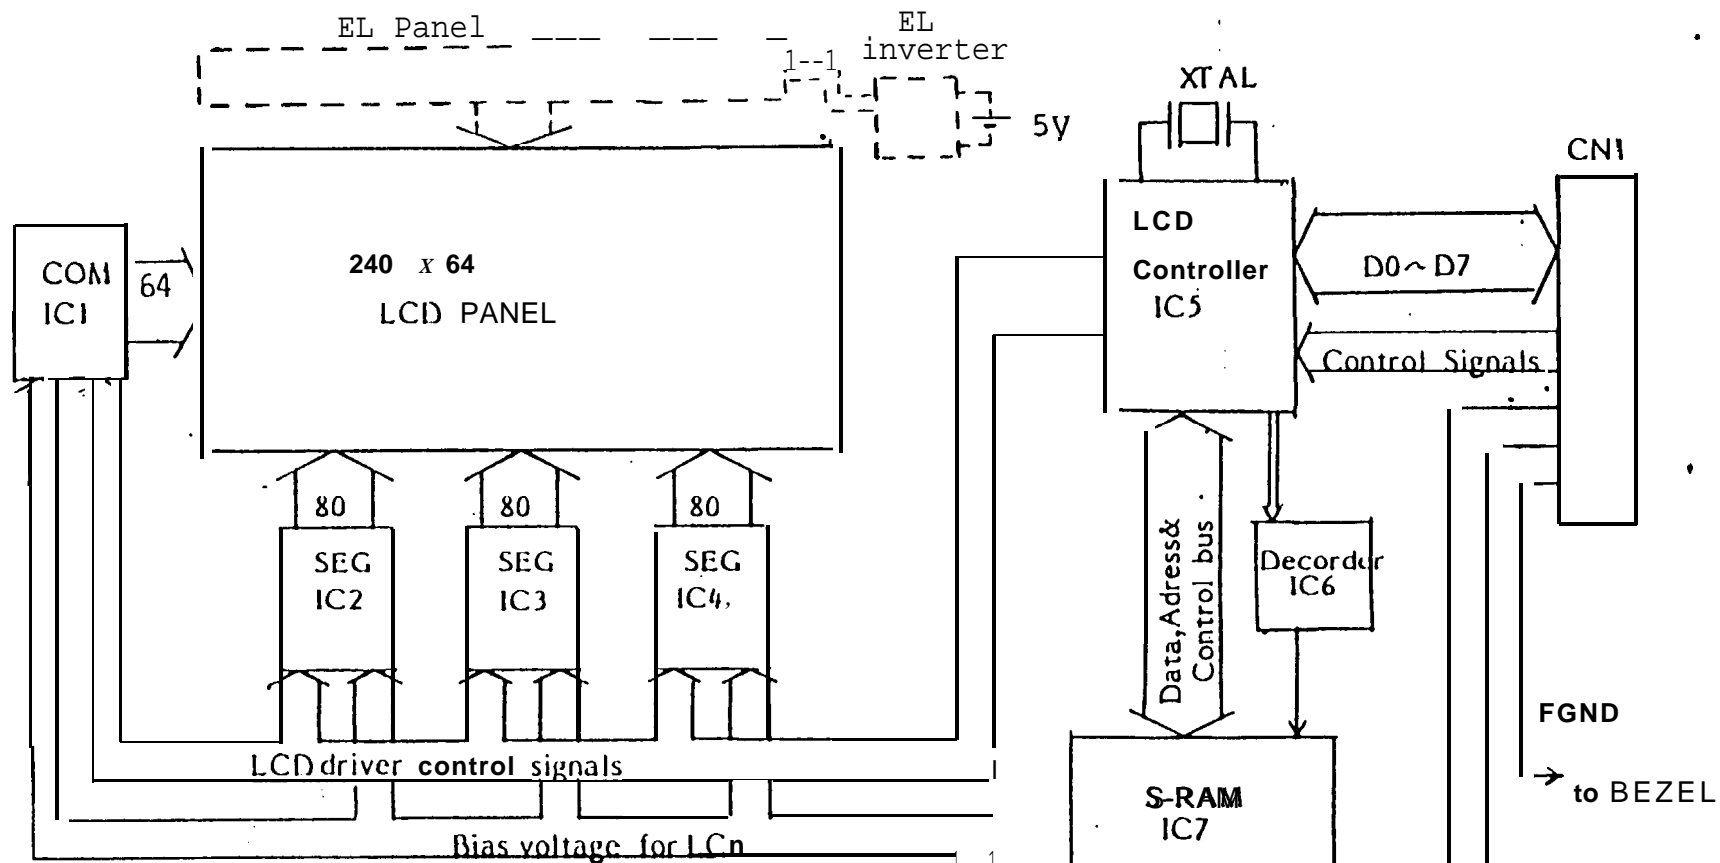 EL Panel
EL
inverter
XTAL
5V
CN1
LCD
Controller
IC5
D0~D7
Control Signals
COM
IC1
64
240 x 64
LCD PANEL
80
80
80
SEG
IC2
SEG
IC3
SEG
IC4
Data,Adress&
Control bus
Decorder
IC6
FGND
to BEZEL
LCD driver control signals
S-RAM
IC7
Bias voltage for LCn